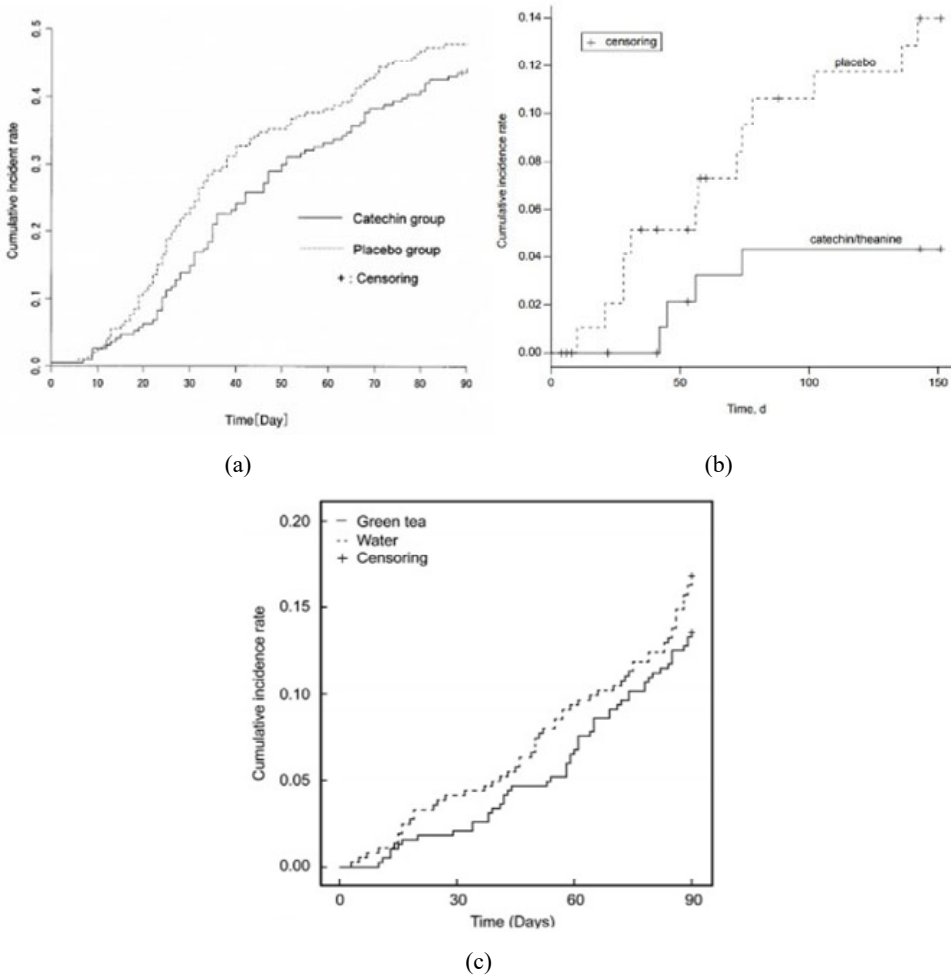 Cumulative incident rate
0.5
0.4
0.3
0.2
0.1
0.0
Catechin group
Placebo group
+ : Censoring
0 10 20 30 40 50 60 70 80 90
Time[Day]
(a)
Cumulative incidence rate
0.14
0.12
0.10
0.08
0.06
0.04
0.02
0.00
+ censoring
placebo
catechin/theanine
0 50 100 150
Time, d
(b)
Cumulative incidence rate
0.20
0.15
0.10
0.05
0.00
Green tea
Water
+ Censoring
0 30 60 90
Time (Days)
(c)